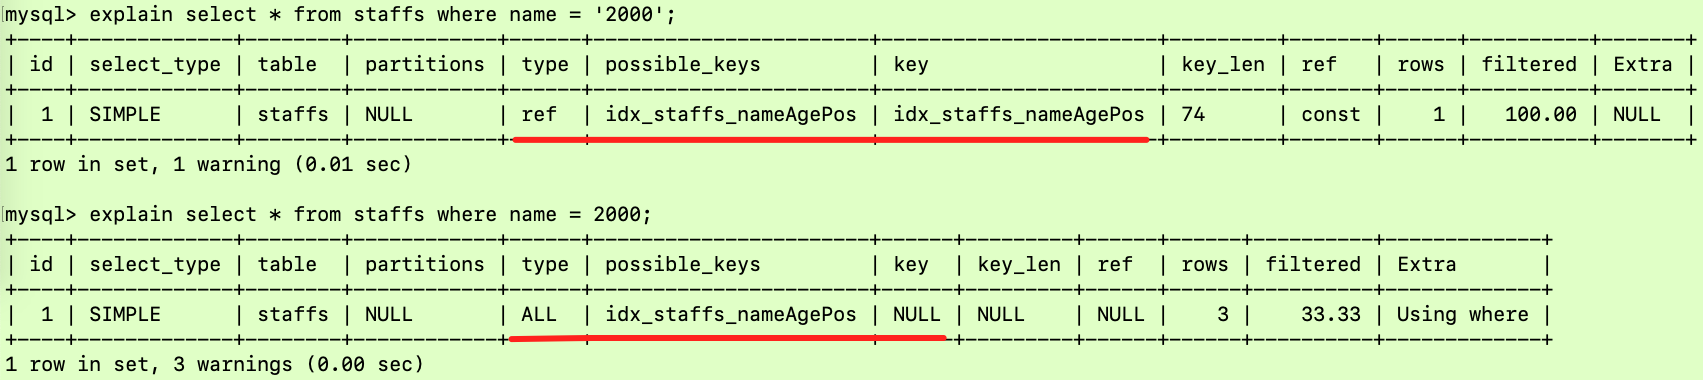 mysql> explain select * from staffs where name = '2000';
+----+-------------+--------+------------+------+-----------------------+-----------------------+---------+-------+------+----------+-------+
| id | select_type | table  | partitions | type | possible_keys         | key                   | key_len | ref   | rows | filtered | Extra |
+----+-------------+--------+------------+------+-----------------------+-----------------------+---------+-------+------+----------+-------+
|  1 | SIMPLE      | staffs | NULL       | ref  | idx_staffs_nameAgePos | idx_staffs_nameAgePos | 74      | const |    1 |   100.00 | NULL  |
+----+-------------+--------+------------+------+-----------------------+-----------------------+---------+-------+------+----------+-------+
1 row in set, 1 warning (0.01 sec)
mysql> explain select * from staffs where name = 2000;
+----+-------------+--------+------------+------+-----------------------+------+---------+------+------+----------+-------------+
| id | select_type | table  | partitions | type | possible_keys         | key  | key_len | ref  | rows | filtered | Extra       |
+----+-------------+--------+------------+------+-----------------------+------+---------+------+------+----------+-------------+
|  1 | SIMPLE      | staffs | NULL       | ALL  | idx_staffs_nameAgePos | NULL | NULL    | NULL |    3 |    33.33 | Using where |
+----+-------------+--------+------------+------+-----------------------+------+---------+------+------+----------+-------------+
1 row in set, 3 warnings (0.00 sec)